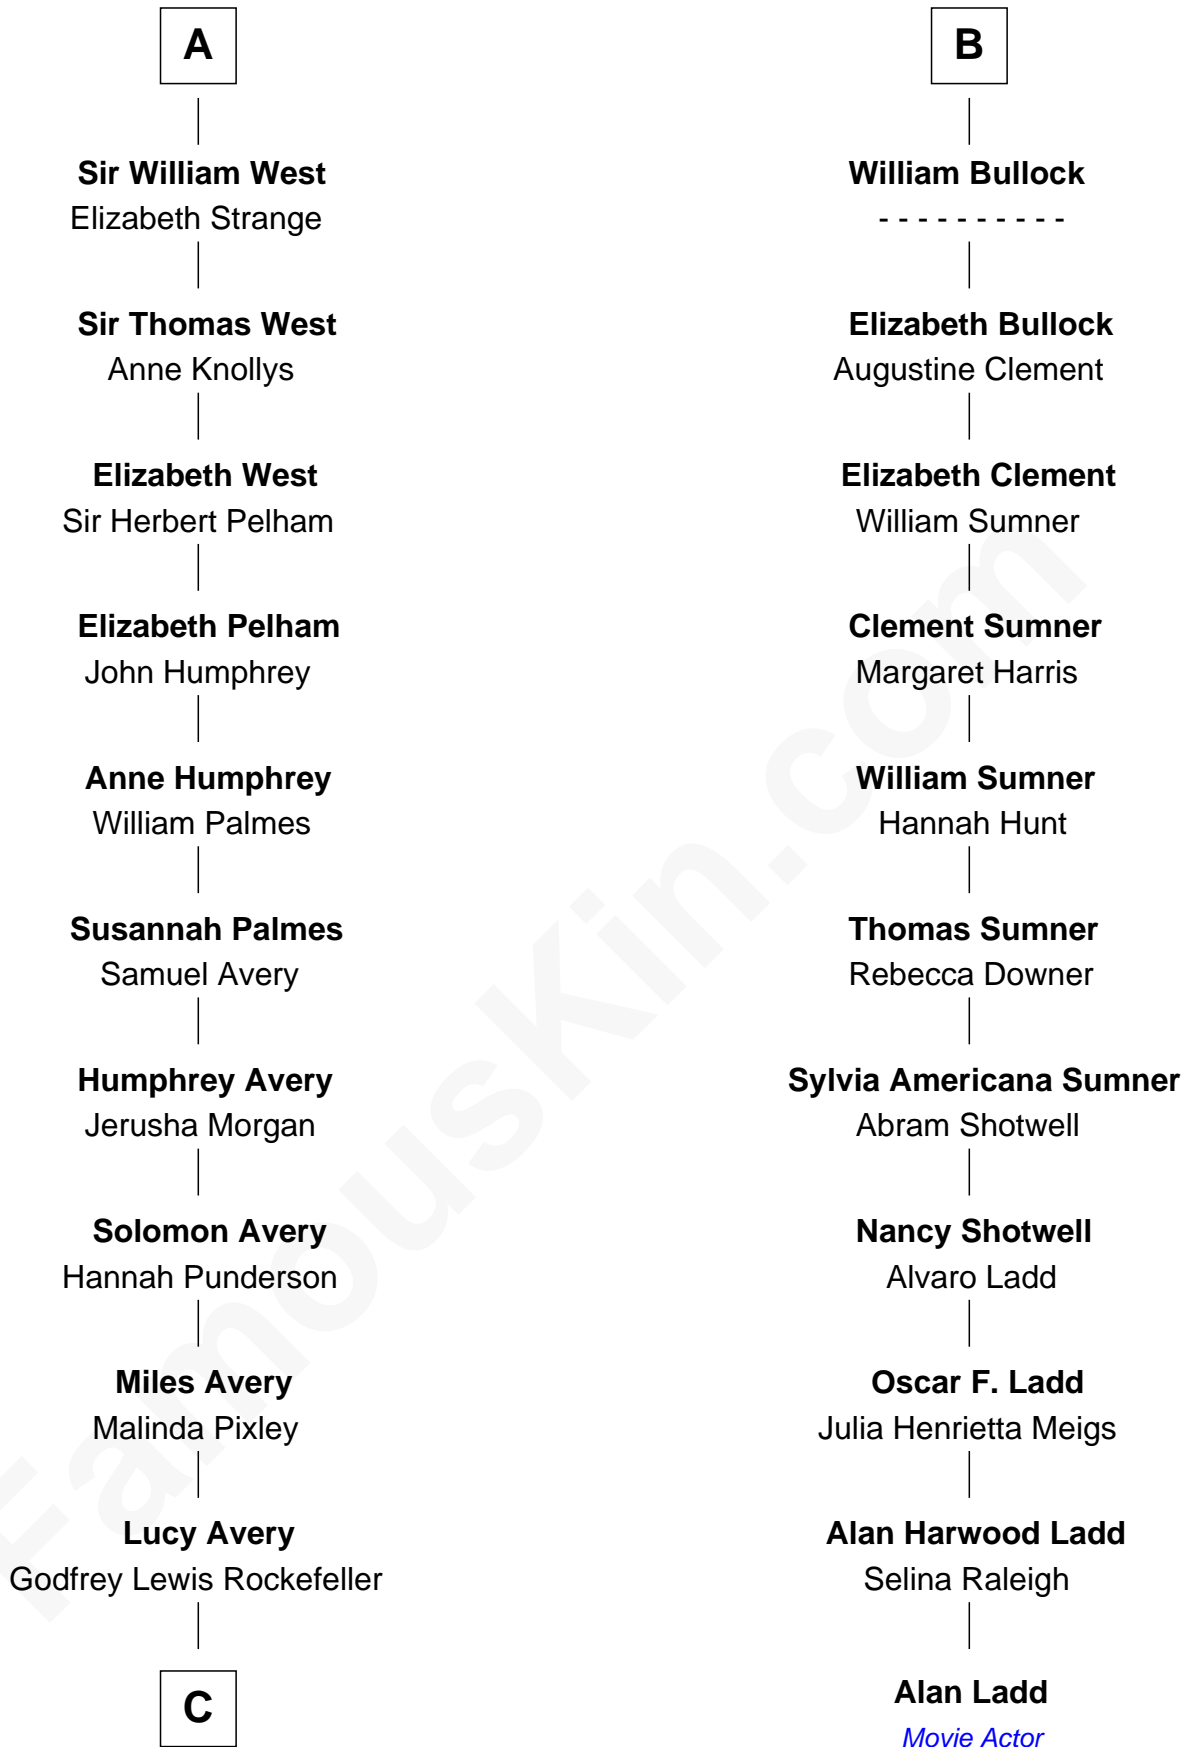 A
Sir William West
Elizabeth Strange
Sir Thomas West
Anne Knollys
Elizabeth West
Sir Herbert Pelham
Elizabeth Pelham
John Humphrey
Anne Humphrey
William Palmes
Susannah Palmes
Samuel Avery
Humphrey Avery
Jerusha Morgan
Solomon Avery
Hannah Punderson
Miles Avery
Malinda Pixley
Lucy Avery
Godfrey Lewis Rockefeller
C
B
William Bullock
- - - - - - - - - -
Elizabeth Bullock
Augustine Clement
Elizabeth Clement
William Sumner
Clement Sumner
Margaret Harris
William Sumner
Hannah Hunt
Thomas Sumner
Rebecca Downer
Sylvia Americana Sumner
Abram Shotwell
Nancy Shotwell
Alvaro Ladd
Oscar F. Ladd
Julia Henrietta Meigs
Alan Harwood Ladd
Selina Raleigh
Alan Ladd
Movie Actor
FamousKin.com